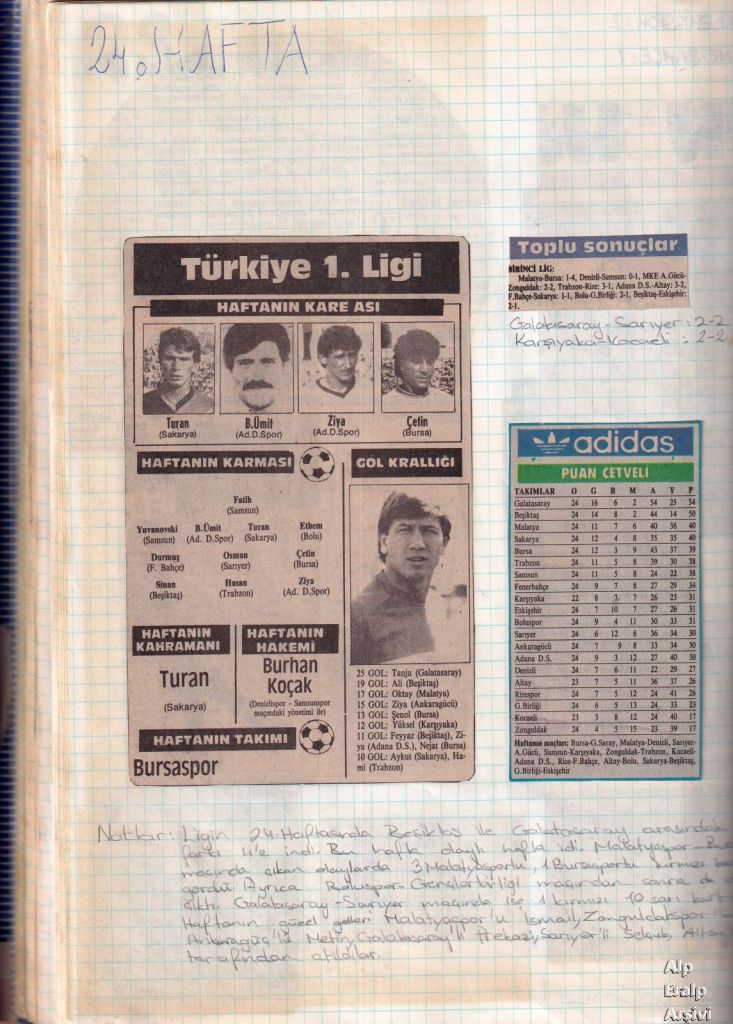 24. HAFTA
Türkiye 1. Ligi
HAFTANIN KARE ASI
Turan
(Sakarya)
B.Ümit
(Ad.D.Spor)
Ziya
(Ad.D.Spor)
Çetin
(Bursa)
HAFTANIN KARMASI
Fatih
(Samsun)
Yuvanovski B.Ümit Turan Ethem
(Samsun) (Ad. D.Spor) (Sakarya) (Bolu)
Durmuş Osman Çetin
(F. Bahçe) (Sarıyer) (Bursa)
Sinan Hasan Ziya
(Beşiktaş) (Trabzon) (Ad. D.Spor)
HAFTANIN
KAHRAMANI
Turan
(Sakarya)
HAFTANIN
HAKEMİ
Burhan
Koçak
(Denizlispor - Samsunspor
maçındaki yönetimi ile)
HAFTANIN TAKIMI
Bursaspor
GOL KRALLIĞI
25 GOL: Tanju (Galatasaray)
19 GOL: Ali (Beşiktaş)
17 GOL: Oktay (Malatya)
15 GOL: Ziya (Ankaragücü)
13 GOL: Şenol (Bursa)
12 GOL: Yüksel (Karşıyaka)
11 GOL: Feyyaz (Beşiktaş), Zi-
ya (Adana D.S.), Nejat (Bursa)
10 GOL: Aykut (Sakarya), Ha-
mi (Trabzon)
Toplu sonuçlar
BİRİNCİ LİG:
Malatya-Bursa: 1-4, Denizli-Samsun: 0-1, MKE A.Gücü-
Zonguldak: 2-2, Trabzon-Rize: 3-1, Adana D.S.-Altay: 3-2,
F.Bahçe-Sakarya: 1-1, Bolu-G.Birliği: 2-1, Beşiktaş-Eskişehir:
2-1.
Galatasaray-Sarıyer: 2-2
Karşıyaka-Kocaeli : 2-2
adidas
PUAN CETVELİ
TAKIMLAR O G B M A Y P
Galatasaray 24 16 6 2 54 25 54
Beşiktaş 24 14 8 2 44 14 50
Malatya 24 11 7 6 40 36 40
Sakarya 24 12 4 8 35 35 40
Bursa 24 12 3 9 43 37 39
Trabzon 24 11 5 8 39 30 38
Samsun 24 11 5 8 24 22 38
Fenerbahçe 24 9 7 8 27 29 34
Karşıyaka 22 8 7 7 26 23 31
Eskişehir 24 7 10 7 27 26 31
Boluspor 24 9 4 11 30 33 31
Sarıyer 24 6 12 6 36 34 30
Ankaragücü 24 7 9 8 33 34 30
Adana D.S. 24 9 3 12 27 40 30
Denizli 24 7 6 11 22 29 27
Altay 23 7 5 11 36 37 26
Rizespor 24 7 5 12 24 41 26
G.Birliği 24 6 5 13 24 33 23
Kocaeli 23 3 8 12 24 40 17
Zonguldak 24 4 5 15 23 39 17
Haftanın maçları: Bursa-G.Saray, Malatya-Denizli, Sarıyer-
A.Gücü, Samsun-Karşıyaka, Zonguldak-Trabzon, Kocaeli-
Adana D.S., Rize-F.Bahçe, Altay-Bolu, Sakarya-Beşiktaş,
G.Birliği-Eskişehir
Notlar: Ligin 24. Haftasında Beşiktaş ile Galatasaray arasındaki
fark 4'e indi. Bu hafta olaylı hafta idi. Malatyaspor-
maçında çıkan olaylarda 3 Malatyasporlu, 1 Bursasporlu kırmızı
gördü. Ayrıca Boluspor-Gençlerbirliği maçından sonra
çıktı. Galatasaray-Sarıyer maçında ise 1 kırmızı 10 sarı kart
Haftanın güzel golleri Malatyaspor'lu İsmail, Zonguldakspor
Ankaragüc'lü Metin, Galatasaray'lı Prekazi, Sarıyer'li Selçuk,
tarafından atıldılar.
Alp
Eralp
Arşivi